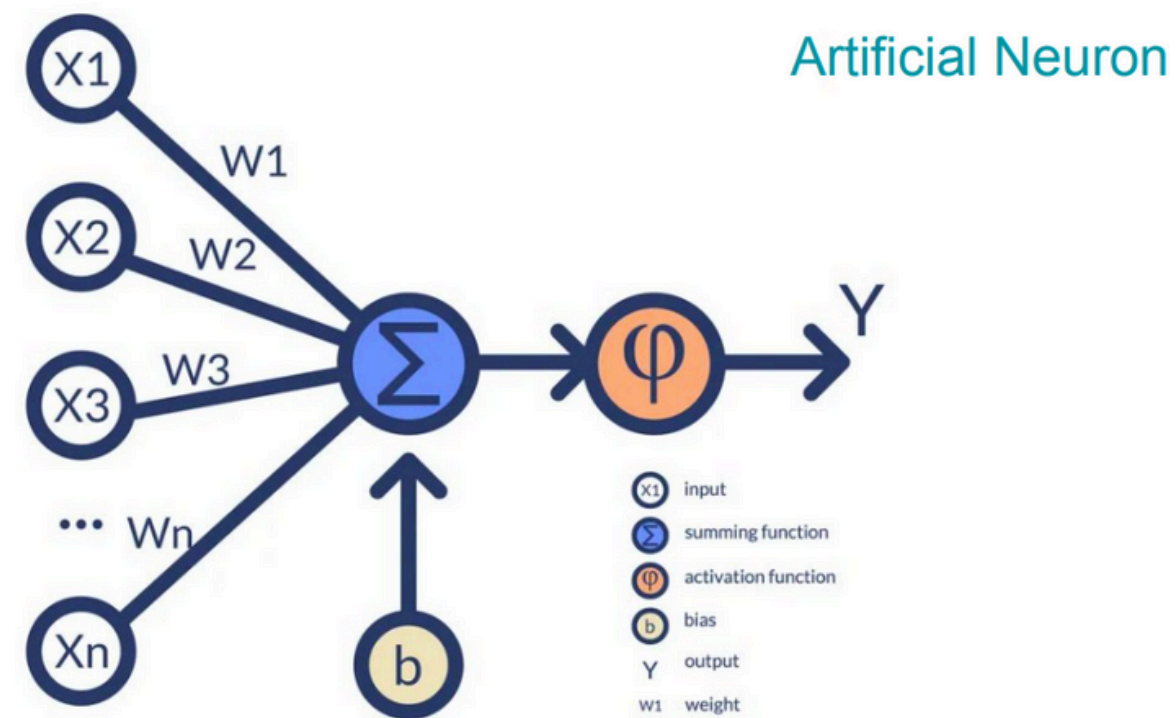 Artificial Neuron
X1
W1
X2
W2
Y
Σ
φ
W3
X3
... Wn
Xn
b
X1 input
Σ summing function
φ activation function
b bias
Y output
W1 weight